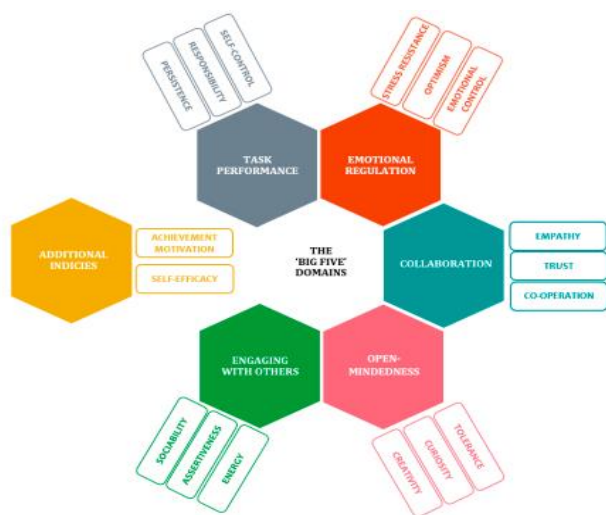 SELF-CONTROL
RESPONSIBILITY
PERSISTENCE
STRESS RESISTANCE
OPTIMISM
EMOTIONAL
CONTROL
TASK
PERFORMANCE
EMOTIONAL
REGULATION
ADDITIONAL
INDICIES
ACHIEVEMENT
MOTIVATION
SELF-EFFICACY
THE
'BIG FIVE'
DOMAINS
COLLABORATION
EMPATHY
TRUST
CO-OPERATION
ENGAGING
WITH OTHERS
OPEN-
MINDEDNESS
SOCIABILITY
ASSERTIVENESS
ENERGY
CREATIVITY
CURIOSITY
TOLERANCE